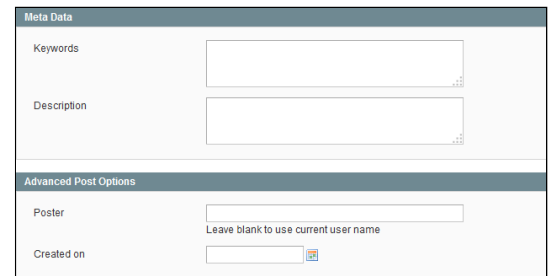 Meta Data
Keywords
Description
Advanced Post Options
Poster
Leave blank to use current user name
Created on